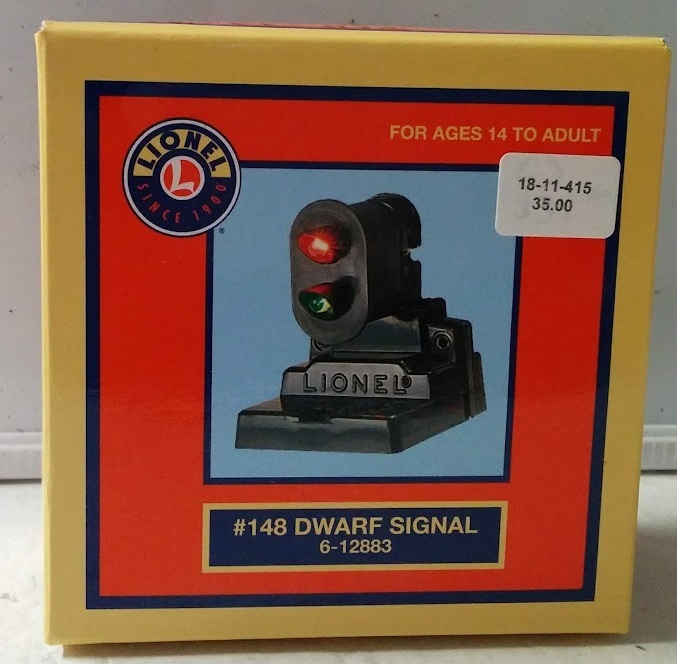 FOR AGES 14 TO ADULT
LIONEL
L
SINCE 1900
®
18-11-415
35.00
LIONEL®
#148 DWARF SIGNAL
6-12883